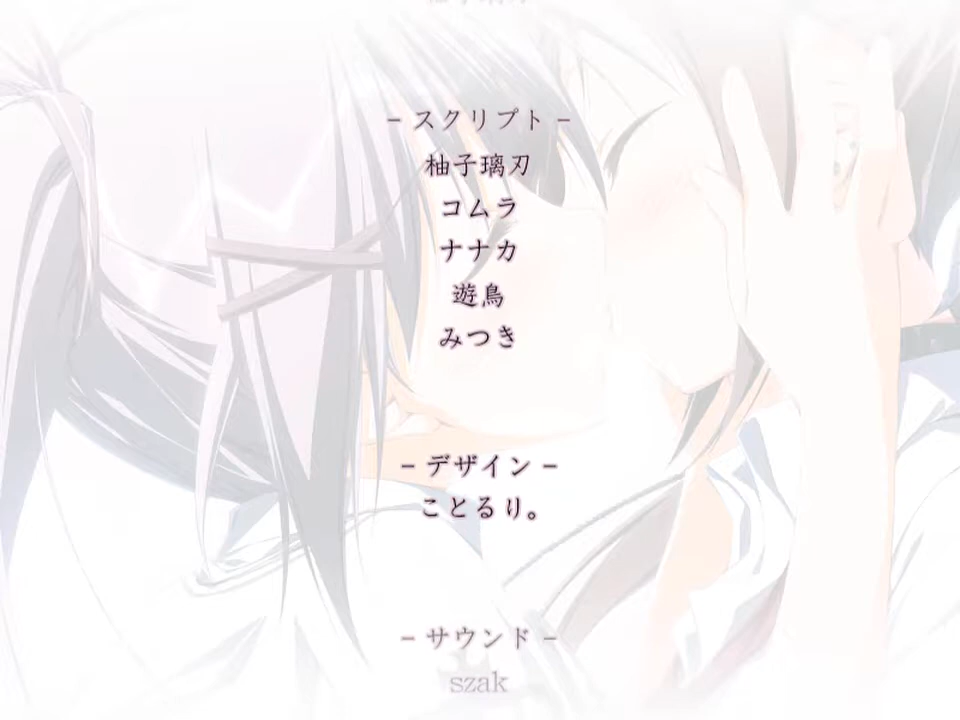 – スクリプト –
柚子璃刃
コムラ
ナナカ
遊鳥
みつき
– デザイン –
ことるり。
– サウンド –
szak